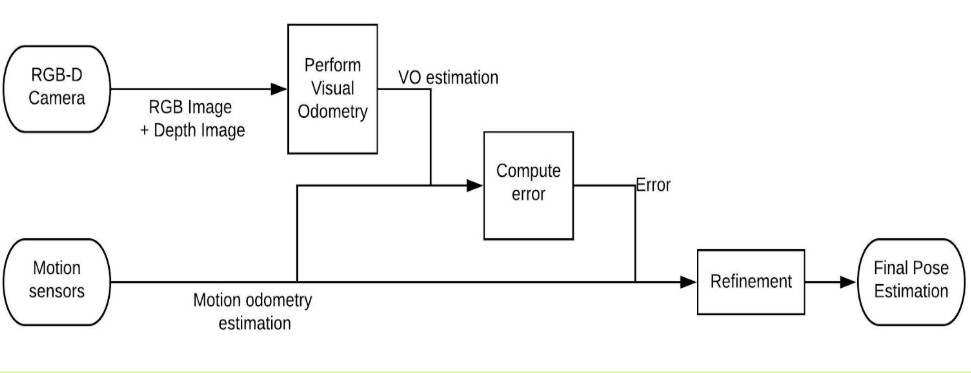 RGB-D
Camera
RGB Image
+ Depth Image
Perform
Visual
Odometry
VO estimation
Compute
error
Error
Motion
sensors
Motion odometry
estimation
Refinement
Final Pose
Estimation